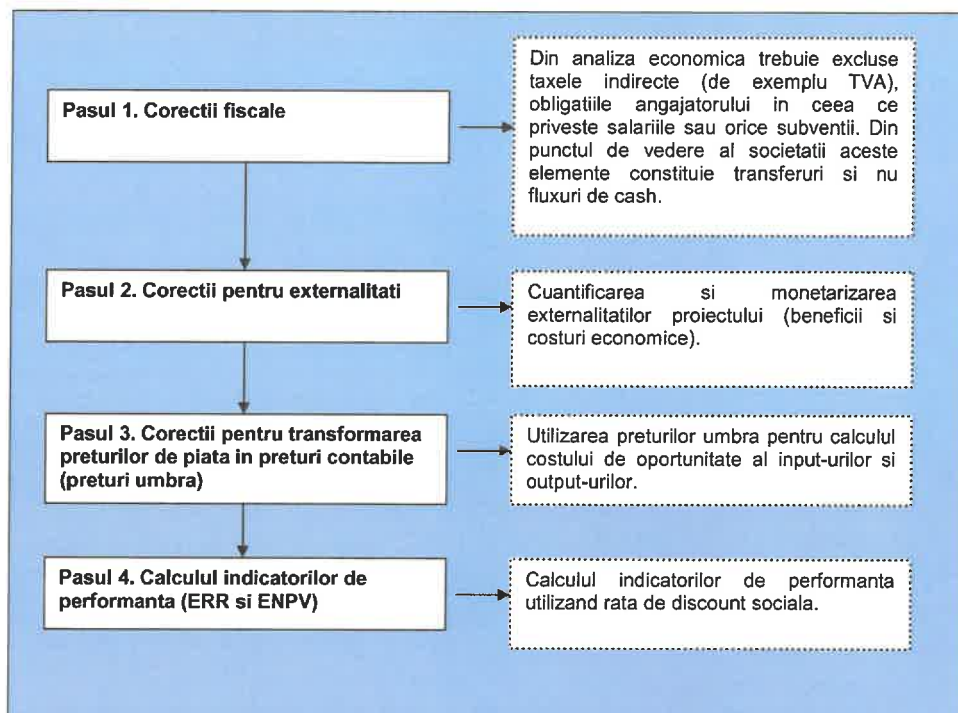 Pasul 1. Corectii fiscale
Din analiza economica trebuie excluse
taxele indirecte (de exemplu TVA),
obligatiile angajatorului in ceea ce
priveste salariile sau orice subventii. Din
punctul de vedere al societatii aceste
elemente constituie transferuri si nu
fluxuri de cash.
Pasul 2. Corectii pentru externalitati
Cuantificarea si monetarizarea
externalitatilor proiectului (beneficii si
costuri economice).
Pasul 3. Corectii pentru transformarea
preturilor de piata in preturi contabile
(preturi umbra)
Utilizarea preturilor umbra pentru calculul
costului de oportunitate al input-urilor si
output-urilor.
Pasul 4. Calculul indicatorilor de
performanta (ERR si ENPV)
Calculul indicatorilor de performanta
utilizand rata de discount sociala.